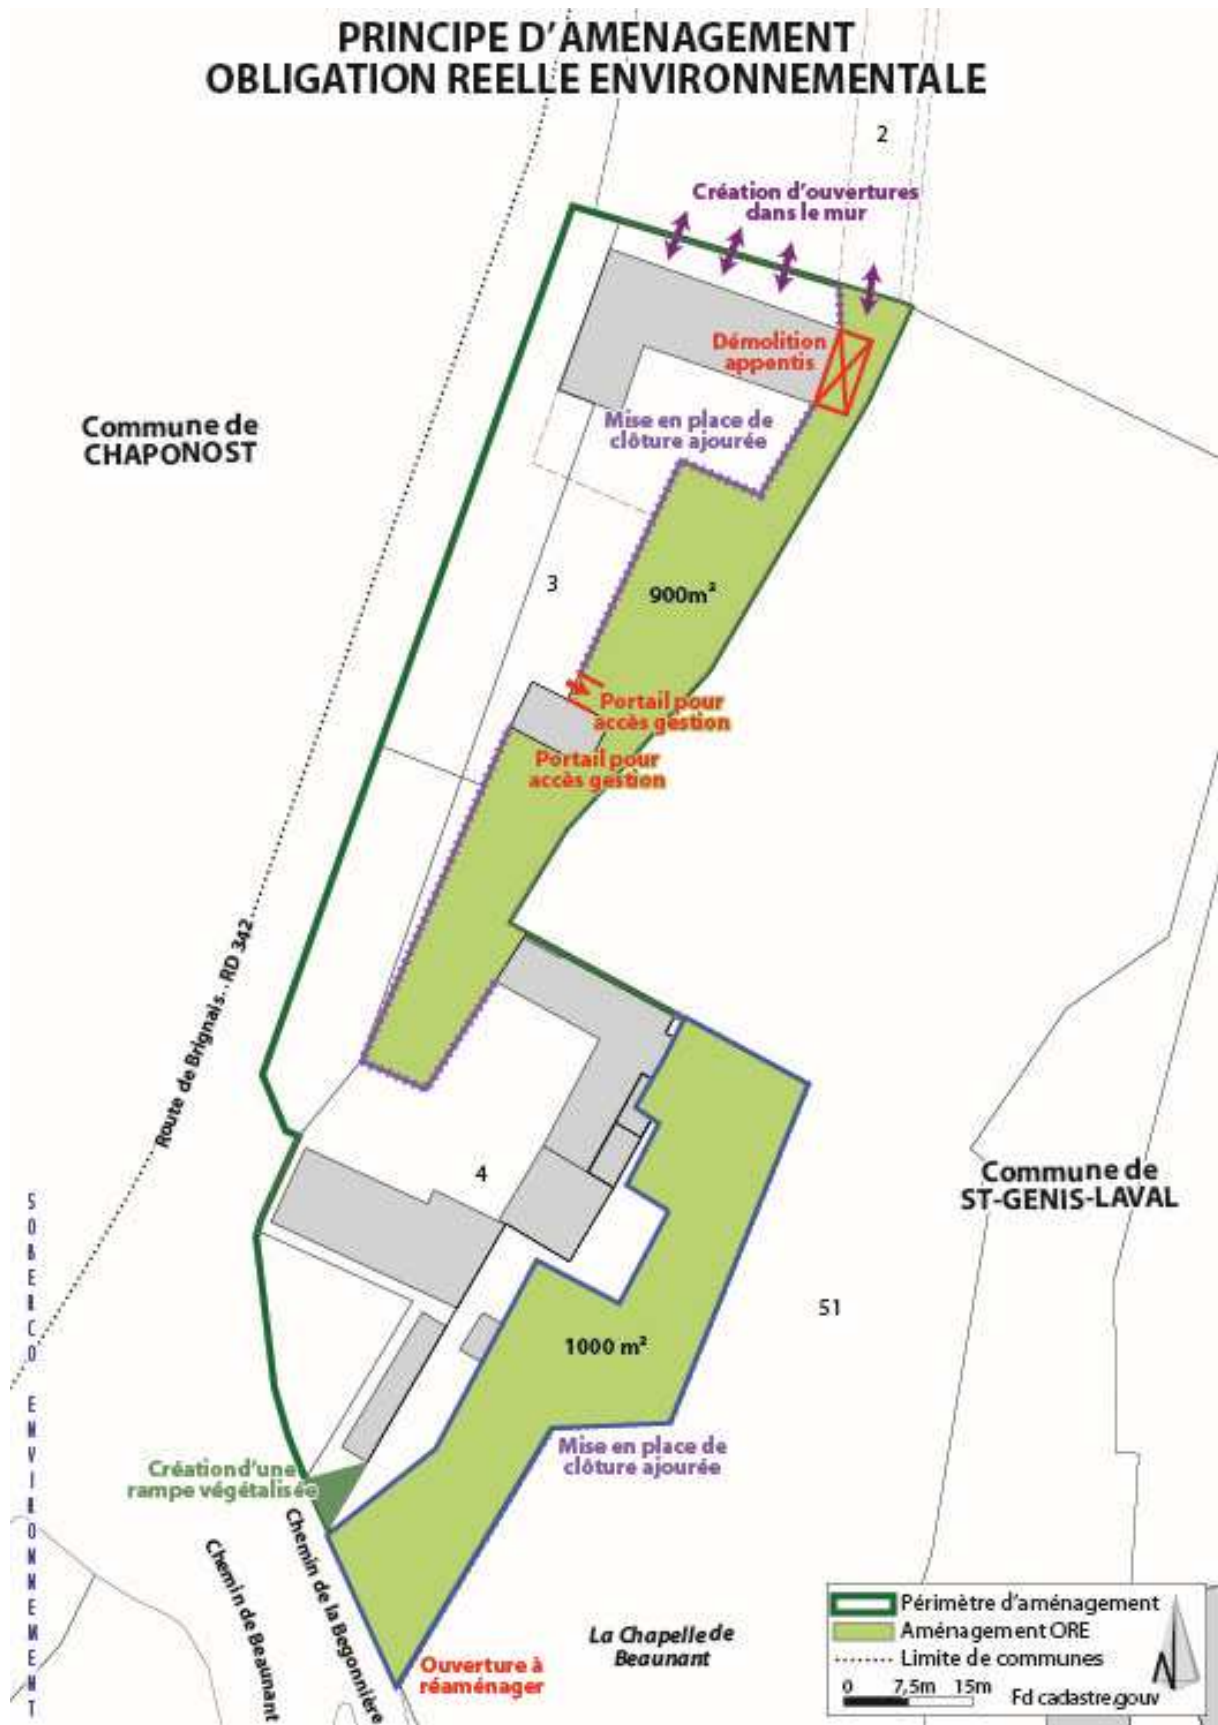 PRINCIPE D'AMENAGEMENT
OBLIGATION REELLE ENVIRONNEMENTALE
2
Création d'ouvertures
dans le mur
Démolition
appentis
Commune de
CHAPONOST
Mise en place de
clôture ajourée
3
900m²
Portail pour
accès gestion
Portail pour
accès gestion
Route de Brignais.. RD 342
4
Commune de
ST-GENIS-LAVAL
51
1000 m²
Mise en place de
clôture ajourée
Création d'une
rampe végétalisée
Chemin de la Begonnière
Chemin de Beaunant
La Chapelle de
Beaunant
Ouverture à
réaménager
SOBERCO ENVIRONNEMENT
Périmètre d'aménagement
Aménagement ORE
Limite de communes
0 7,5m 15m
Fd cadastre.gouv
N